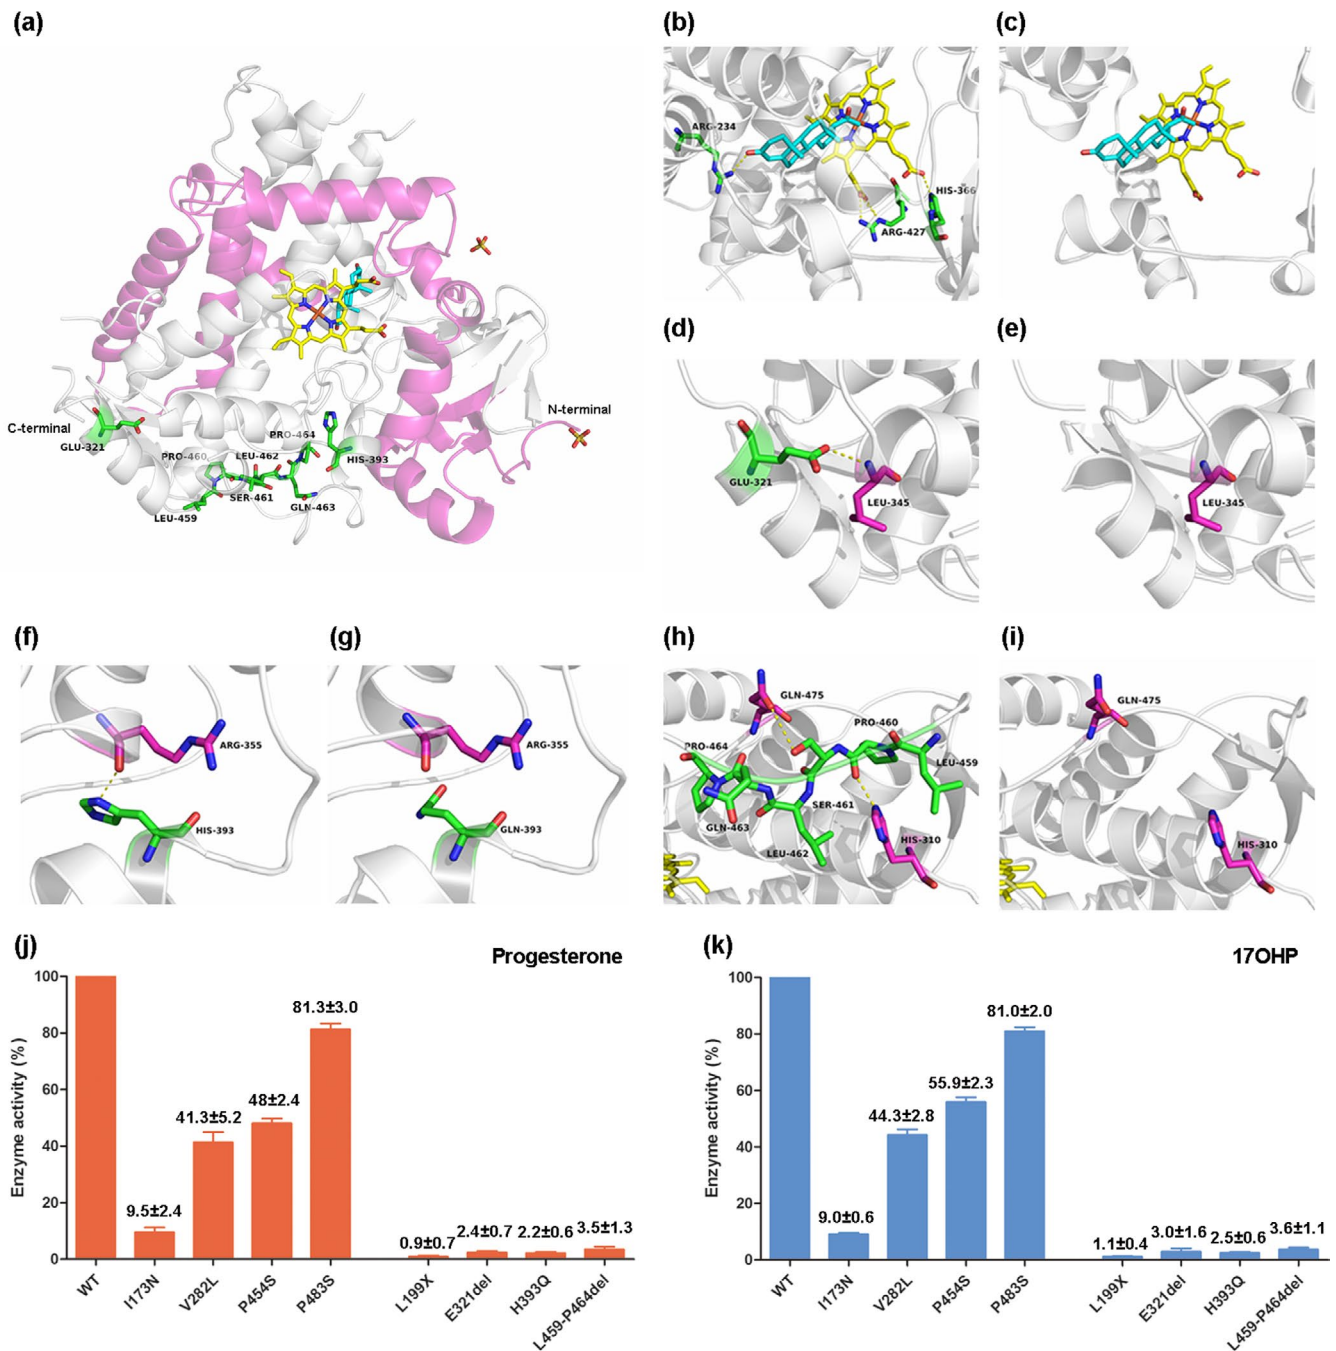 (a)
C-terminal
GLU-321
PRO-460
LEU-459
LEU-462
SER-461
PRO-464
GLN-463
HIS-393
N-terminal
(b)
ARG-234
HIS-366
ARG-427
(c)
(d)
GLU-321
LEU-345
(e)
LEU-345
(f)
ARG-355
HIS-393
(g)
ARG-355
GLN-393
(h)
GLN-475
PRO-460
PRO-464
LEU-459
SER-461
GLN-463
LEU-462
HIS-310
(i)
GLN-475
HIS-310
(j)
Progesterone
Enzyme activity (%)
100
80
60
40
20
0
9.5±2.4
41.3±5.2
48±2.4
81.3±3.0
0.9±0.7
2.4±0.7
2.2±0.6
3.5±1.3
WT
I173N
V282L
P454S
P483S
L199X
E321del
H393Q
L459-P464del
(k)
17OHP
Enzyme activity (%)
100
80
60
40
20
0
9.0±0.6
44.3±2.8
55.9±2.3
81.0±2.0
1.1±0.4
3.0±1.6
2.5±0.6
3.6±1.1
WT
I173N
V282L
P454S
P483S
L199X
E321del
H393Q
L459-P464del